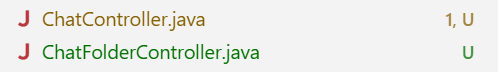 J ChatController.java 1, U
J ChatFolderController.java U